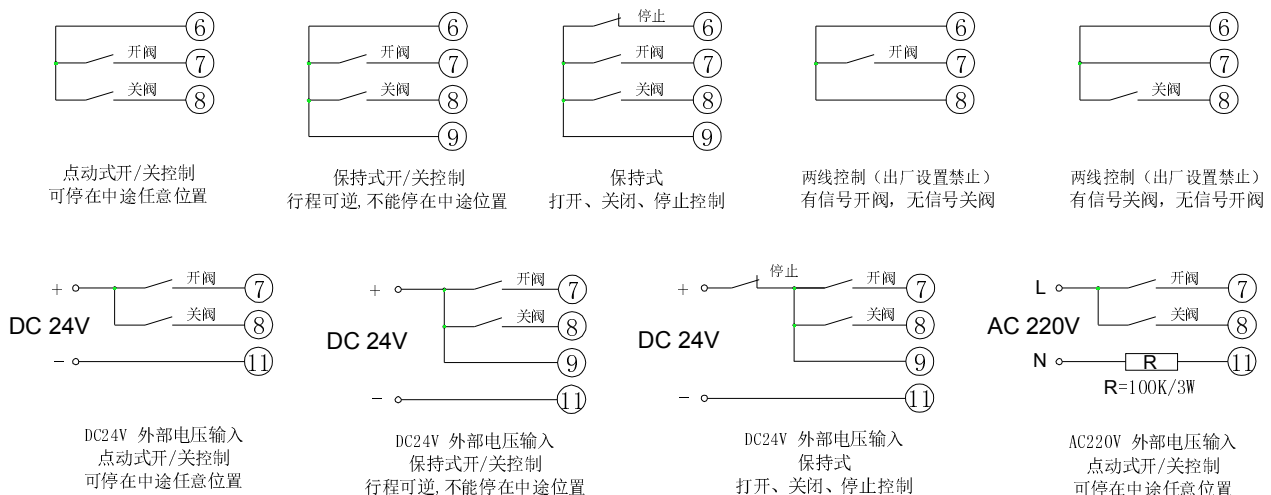 ⑥
开阀
⑦
关阀
⑧
点动式开/关控制
可停在中途任意位置
⑥
开阀
⑦
关阀
⑧
⑨
保持式开/关控制
行程可逆,不能停在中途位置
停止
⑥
开阀
⑦
关阀
⑧
⑨
保持式
打开、关闭、停止控制
⑥
开阀
⑦
⑧
两线控制（出厂设置禁止）
有信号开阀，无信号关阀
⑥
⑦
关阀
⑧
两线控制（出厂设置禁止）
有信号关阀，无信号开阀
+
开阀
⑦
DC 24V
关阀
⑧
−
⑪
DC24V 外部电压输入
点动式开/关控制
可停在中途任意位置
+
开阀
⑦
DC 24V
关阀
⑧
⑨
−
⑪
DC24V 外部电压输入
保持式开/关控制
行程可逆,不能停在中途位置
停止
+
开阀
⑦
DC 24V
关阀
⑧
⑨
−
⑪
DC24V 外部电压输入
保持式
打开、关闭、停止控制
L
开阀
⑦
AC 220V
关阀
⑧
N
R
⑪
R=100K/3W
AC220V 外部电压输入
点动式开/关控制
可停在中途任意位置